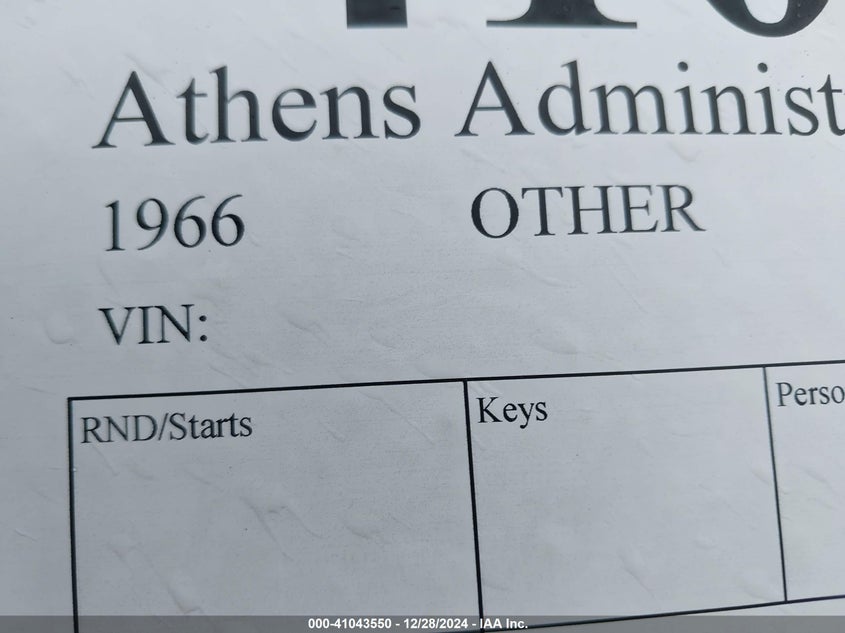 Athens Administ
1966 OTHER
VIN:
RND/Starts Keys Perso
000-41043550 - 12/28/2024 - IAA Inc.